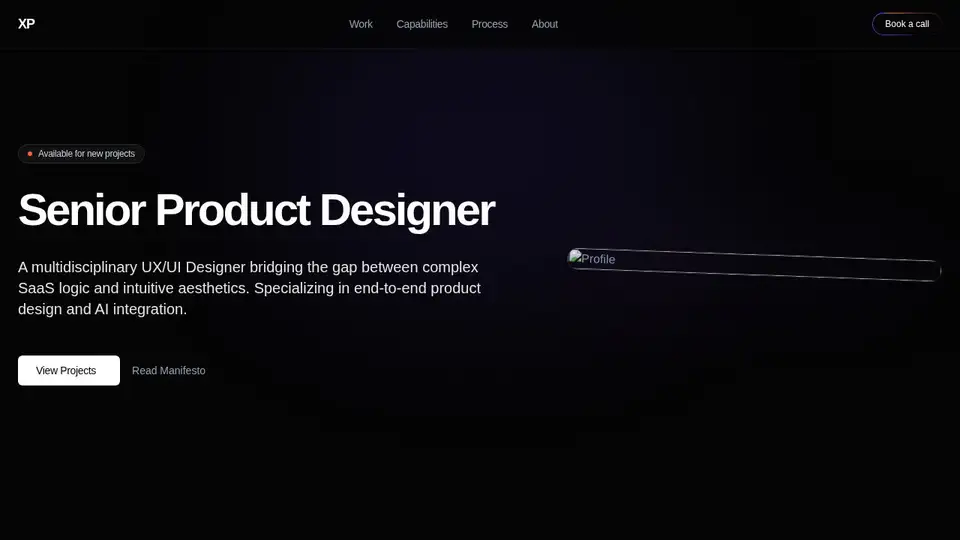 XP
Work
Capabilities
Process
About
Book a call
Available for new projects
Senior Product Designer
A multidisciplinary UX/UI Designer bridging the gap between complex
SaaS logic and intuitive aesthetics. Specializing in end-to-end product
design and AI integration.
Profile
View Projects
Read Manifesto